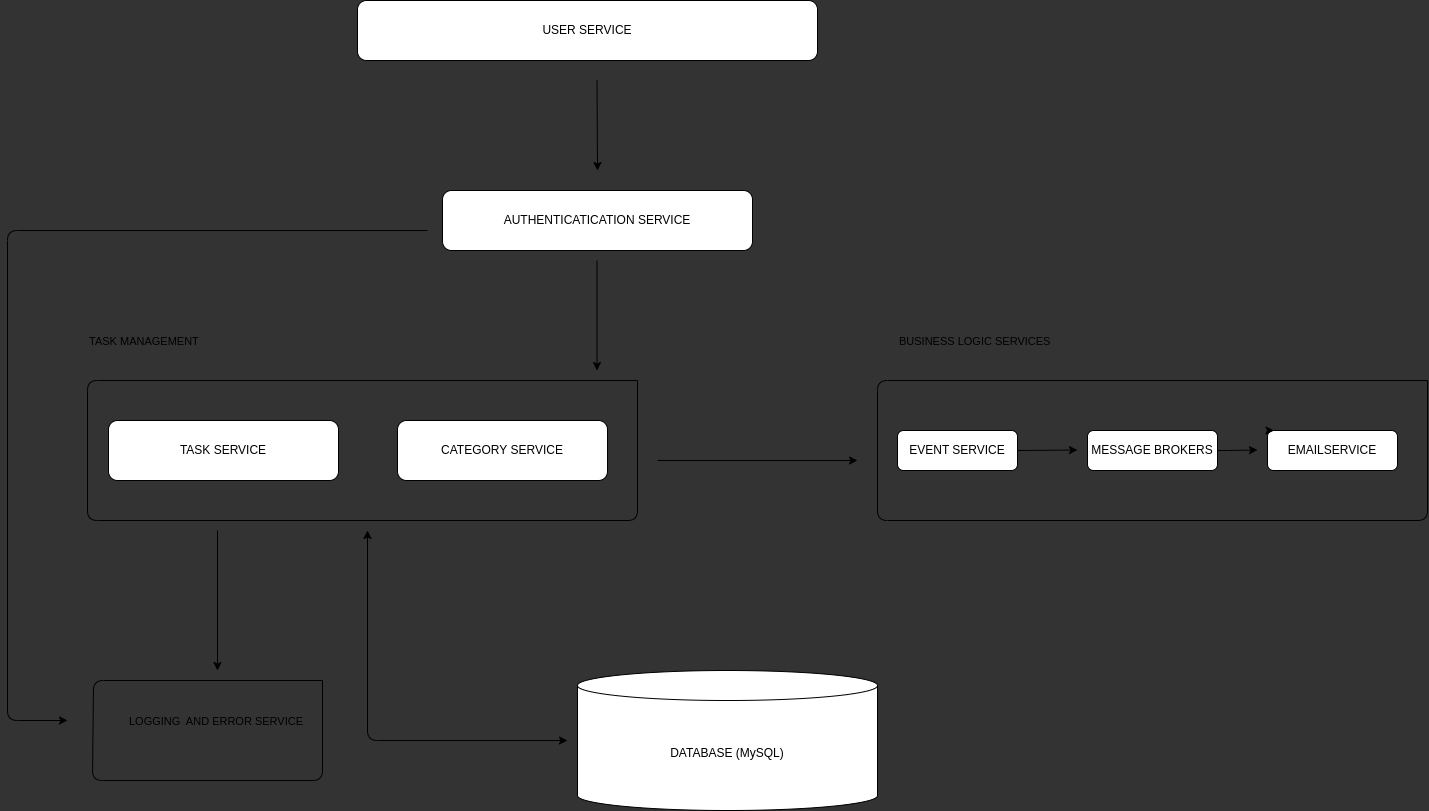 USER SERVICE
AUTHENTICATICATION SERVICE
TASK MANAGEMENT
BUSINESS LOGIC SERVICES
TASK SERVICE
CATEGORY SERVICE
EVENT SERVICE
MESSAGE BROKERS
EMAILSERVICE
LOGGING  AND ERROR SERVICE
DATABASE (MySQL)